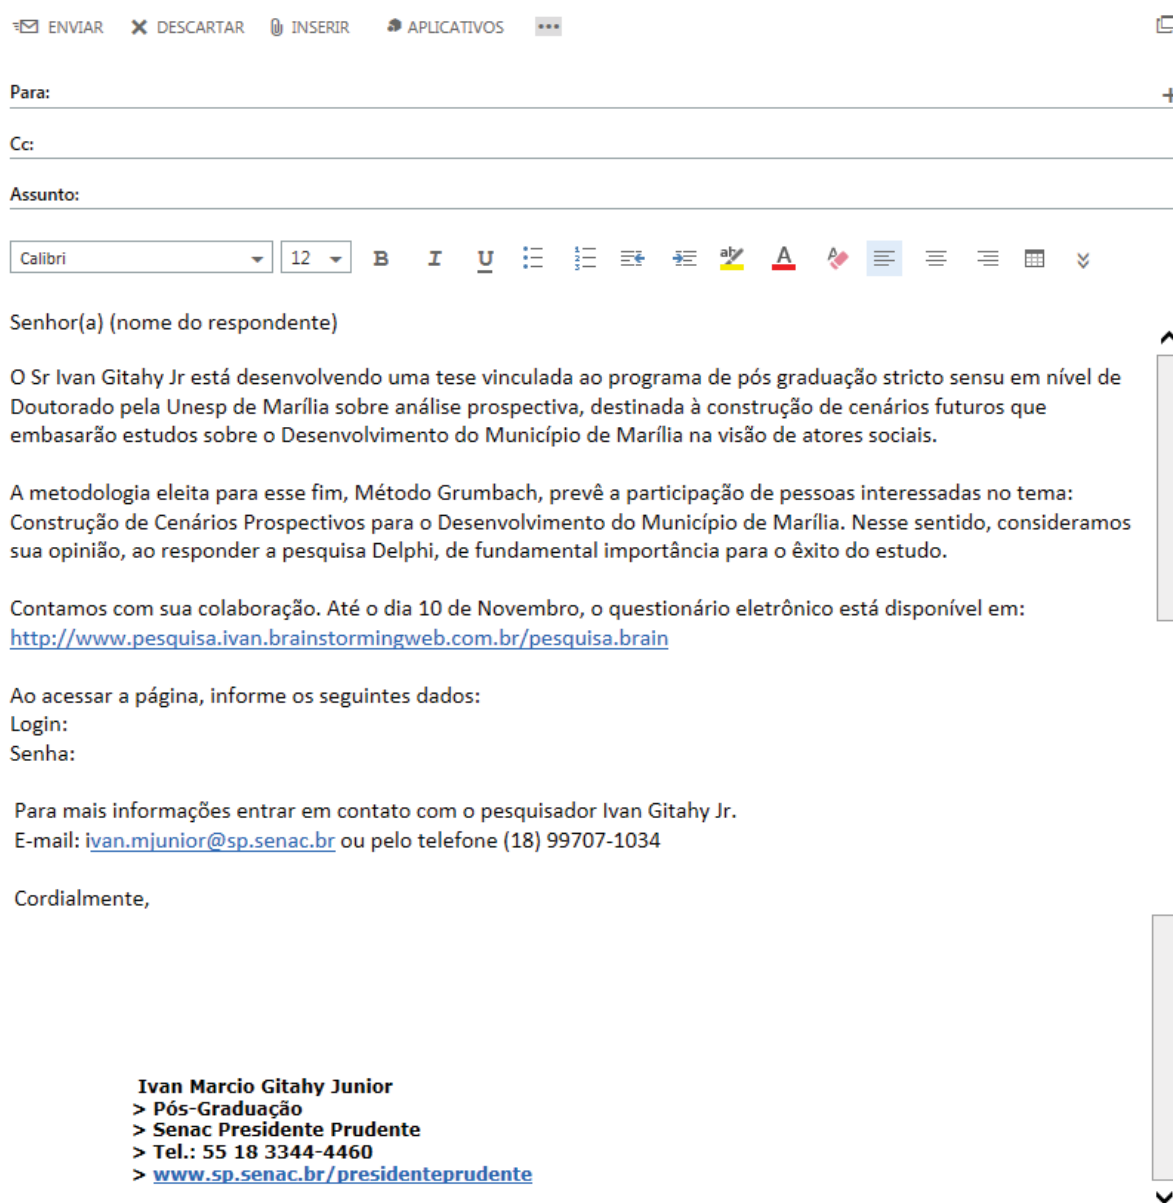 ENVIAR DESCARTAR INSERIR APLICATIVOS
Para:
Cc:
Assunto:
Calibri 12 B I U
Senhor(a) (nome do respondente)
O Sr Ivan Gitahy Jr está desenvolvendo uma tese vinculada ao programa de pós graduação stricto sensu em nível de
Doutorado pela Unesp de Marília sobre análise prospectiva, destinada à construção de cenários futuros que
embasarão estudos sobre o Desenvolvimento do Município de Marília na visão de atores sociais.
A metodologia eleita para esse fim, Método Grumbach, prevê a participação de pessoas interessadas no tema:
Construção de Cenários Prospectivos para o Desenvolvimento do Município de Marília. Nesse sentido, consideramos
sua opinião, ao responder a pesquisa Delphi, de fundamental importância para o êxito do estudo.
Contamos com sua colaboração. Até o dia 10 de Novembro, o questionário eletrônico está disponível em:
http://www.pesquisa.ivan.brainstormingweb.com.br/pesquisa.brain
Ao acessar a página, informe os seguintes dados:
Login:
Senha:
Para mais informações entrar em contato com o pesquisador Ivan Gitahy Jr.
E-mail: ivan.mjunior@sp.senac.br ou pelo telefone (18) 99707-1034
Cordialmente,
Ivan Marcio Gitahy Junior
> Pós-Graduação
> Senac Presidente Prudente
> Tel.: 55 18 3344-4460
> www.sp.senac.br/presidenteprudente